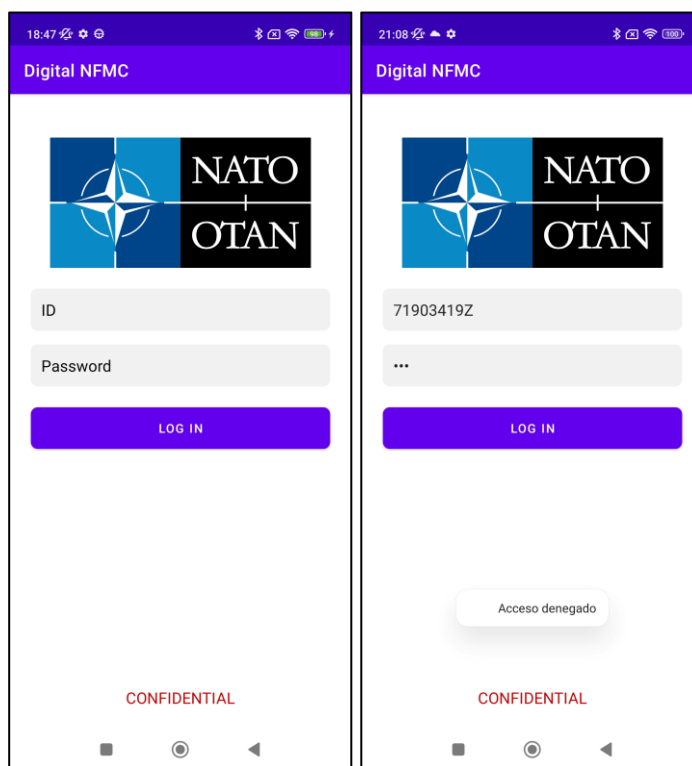 18:47
98
Digital NFMC
NATO
OTAN
ID
Password
LOG IN
CONFIDENTIAL
21:08
100
Digital NFMC
NATO
OTAN
71903419Z
•••
LOG IN
Acceso denegado
CONFIDENTIAL